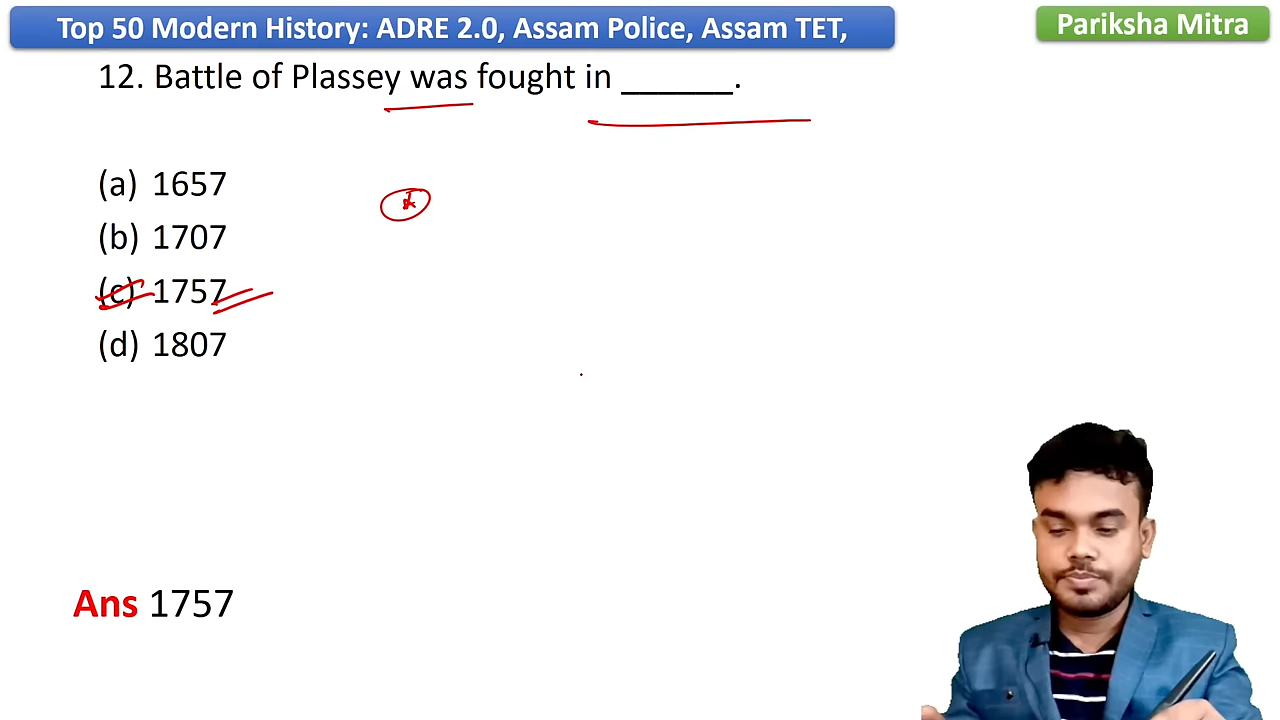 Top 50 Modern History: ADRE 2.0, Assam Police, Assam TET,
Pariksha Mitra
12. Battle of Plassey was fought in ______.
(a) 1657
(b) 1707
(c) 1757
(d) 1807
Ans 1757